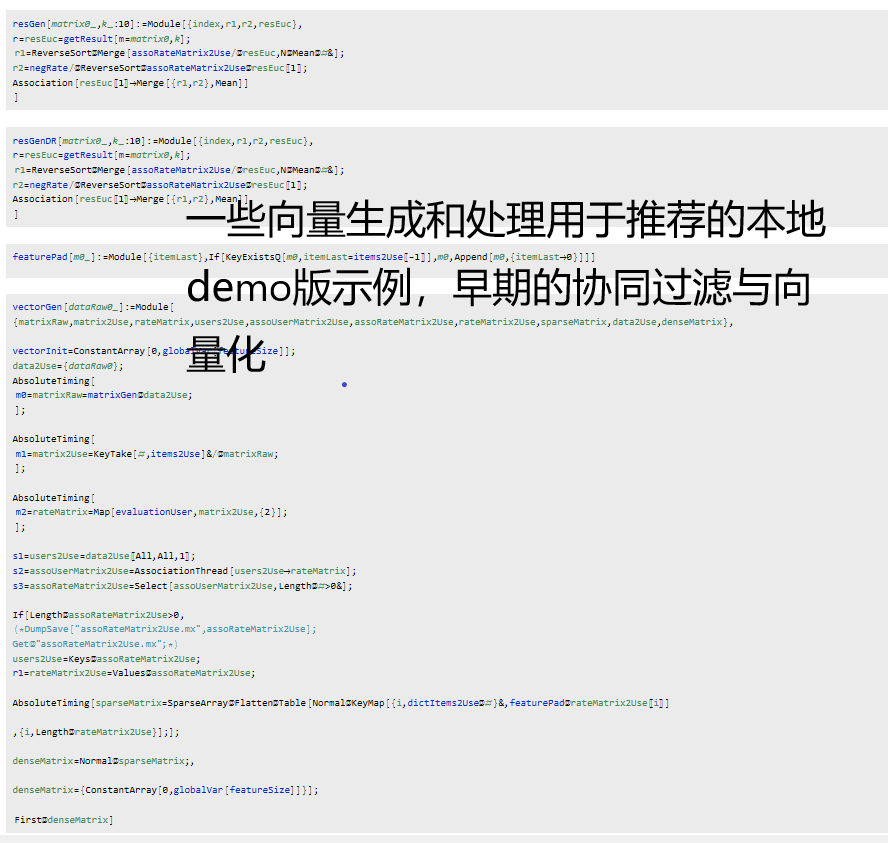 resGen[matrix0_,k_:10]:=Module[{index,r1,r2,resEuc},
r=resEuc=getResult[m=matrix0,k];
r1=ReverseSort@Merge[assoRateMatrix2Use/@resEuc,N@Mean@#&];
r2=negRate/@ReverseSort@assoRateMatrix2Use@resEuc〚1〛;
Association[resEuc〚1〛→Merge[{r1,r2},Mean]]
]
resGenDR[matrix0_,k_:10]:=Module[{index,r1,r2,resEuc},
r=resEuc=getResult[m=matrix0,k];
r1=ReverseSort@Merge[assoRateMatrix2Use/@resEuc,N@Mean@#&];
r2=negRate/@ReverseSort@assoRateMatrix2Use@resEuc〚1〛;
Association[resEuc〚1〛→Merge[{r1,r2},Mean]]
]
一些向量生成和处理用于推荐的本地
demo版示例，早期的协同过滤与向
量化
featurePad[m0_]:=Module[{itemLast},If[KeyExistsQ[m0,itemLast=items2Use〚-1〛],m0,Append[m0,{itemLast→0}]]]
vectorGen[dataRaw0_]:=Module[
{matrixRaw,matrix2Use,rateMatrix,users2Use,assoUserMatrix2Use,assoRateMatrix2Use,rateMatrix2Use,sparseMatrix,data2Use,denseMatrix},
vectorInit=ConstantArray[0,globalVar[featureSize]];
data2Use={dataRaw0};
AbsoluteTiming[
m0=matrixRaw=matrixGen@data2Use;
];
AbsoluteTiming[
m1=matrix2Use=KeyTake[#,items2Use]&/@matrixRaw;
];
AbsoluteTiming[
m2=rateMatrix=Map[evaluationUser,matrix2Use,{2}];
];
s1=users2Use=data2Use〚All,All,1〛;
s2=assoUserMatrix2Use=AssociationThread[users2Use→rateMatrix];
s3=assoRateMatrix2Use=Select[assoUserMatrix2Use,Length@#>0&];
If[Length@assoRateMatrix2Use>0,
(*DumpSave["assoRateMatrix2Use.mx",assoRateMatrix2Use];
Get@"assoRateMatrix2Use.mx";*)
users2Use=Keys@assoRateMatrix2Use;
r1=rateMatrix2Use=Values@assoRateMatrix2Use;
AbsoluteTiming[sparseMatrix=SparseArray@Flatten@Table[Normal@KeyMap[{i,dictItems2Use@#}&,featurePad@rateMatrix2Use〚i〛]
,{i,Length@rateMatrix2Use}];];
denseMatrix=Normal@sparseMatrix;,
denseMatrix={ConstantArray[0,globalVar[featureSize]]}];
First@denseMatrix]